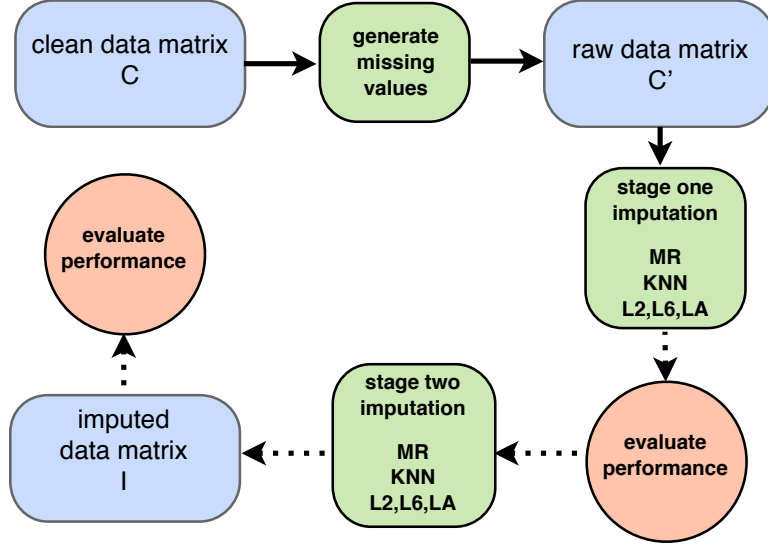 clean data matrix
C
generate
missing
values
raw data matrix
C’
stage one
imputation
MR
KNN
L2,L6,LA
evaluate
performance
stage two
imputation
MR
KNN
L2,L6,LA
imputed
data matrix
I
evaluate
performance